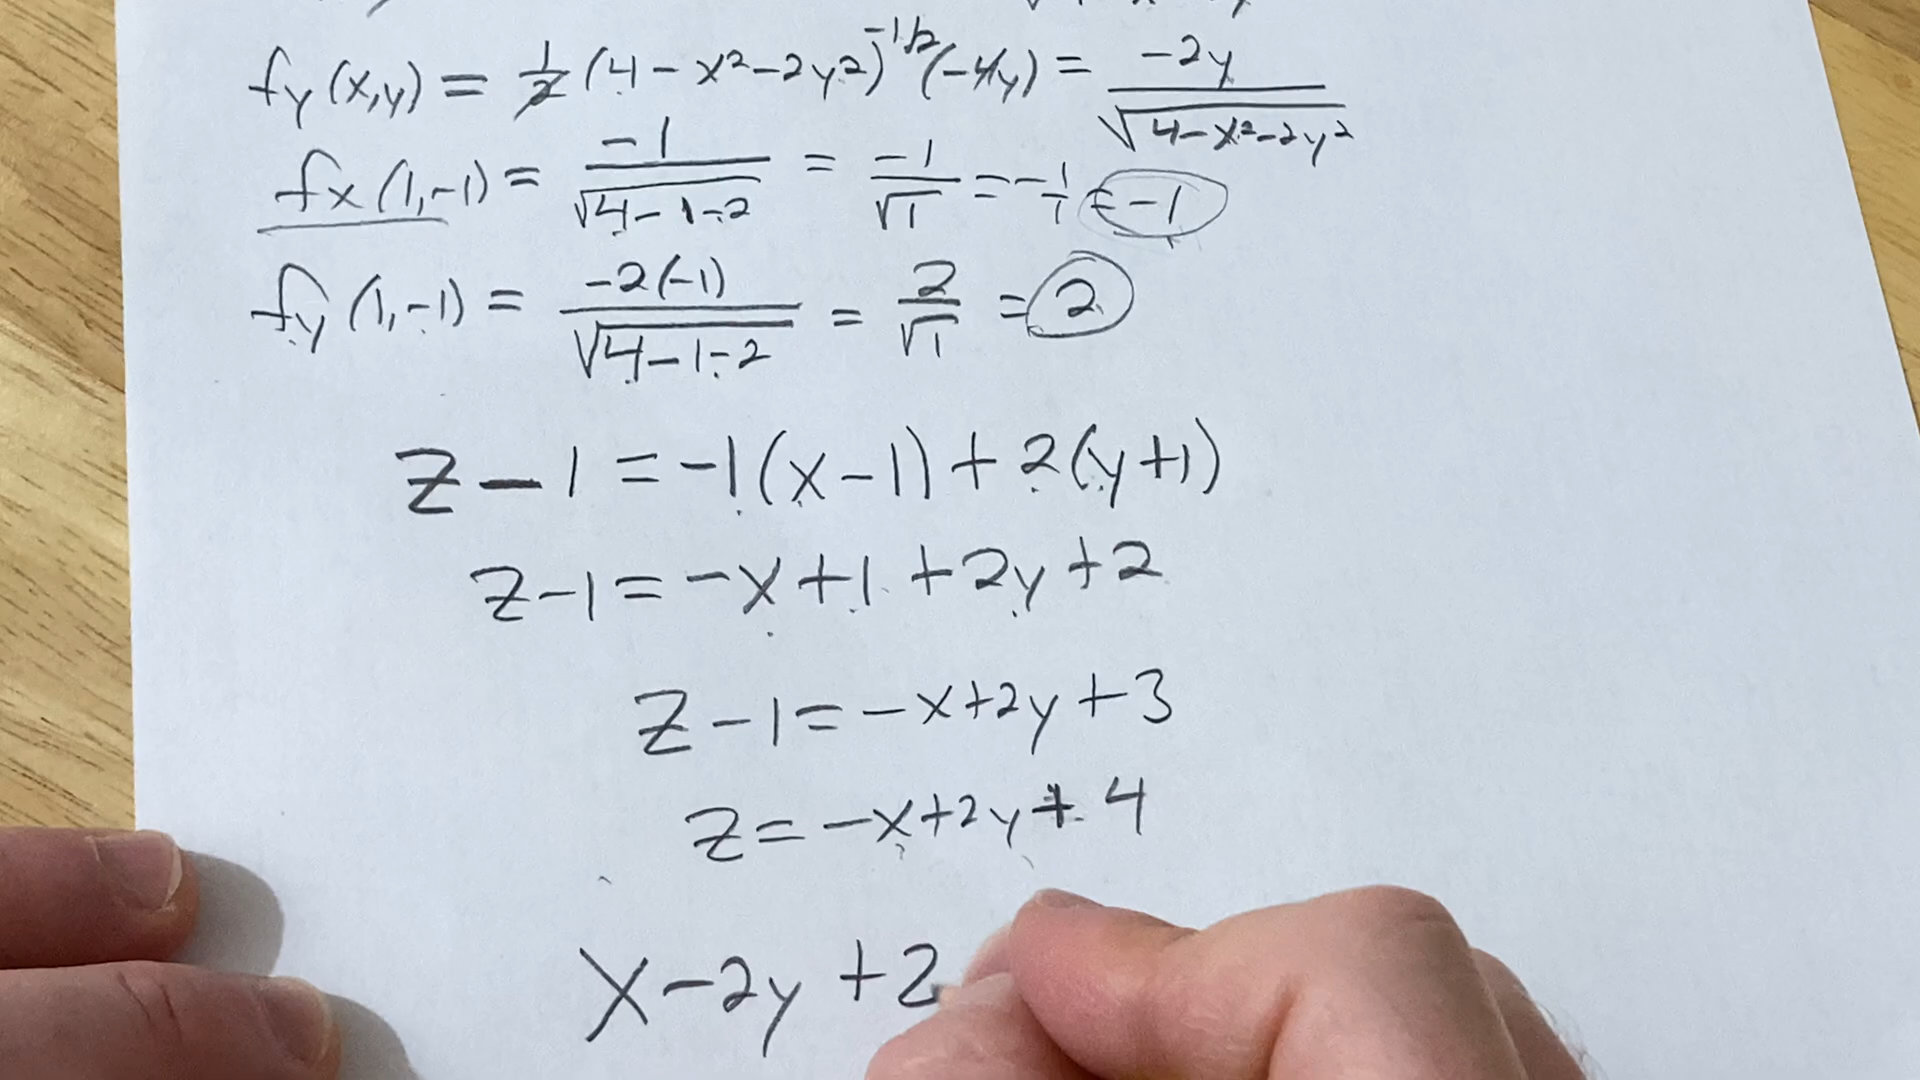 fy(x,y) = 1/2 (4-x²-2y²)^-1/2 (-4y) = -2y/√4-x²-2y²
fx(1,-1) = -1/√4-1-2 = -1/√1 = -1/1 = -1
fy(1,-1) = -2(-1)/√4-1-2 = 2/√1 = 2
z-1 = -1(x-1) + 2(y+1)
z-1 = -x+1+2y+2
z-1 = -x+2y+3
z = -x+2y+4
x-2y+2